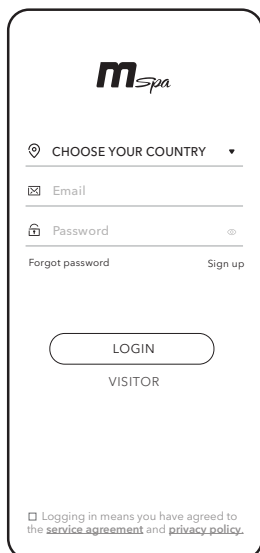 mspa
CHOOSE YOUR COUNTRY
Email
Password
Forgot password Sign up
LOGIN
VISITOR
Logging in means you have agreed to
the service agreement and privacy policy.